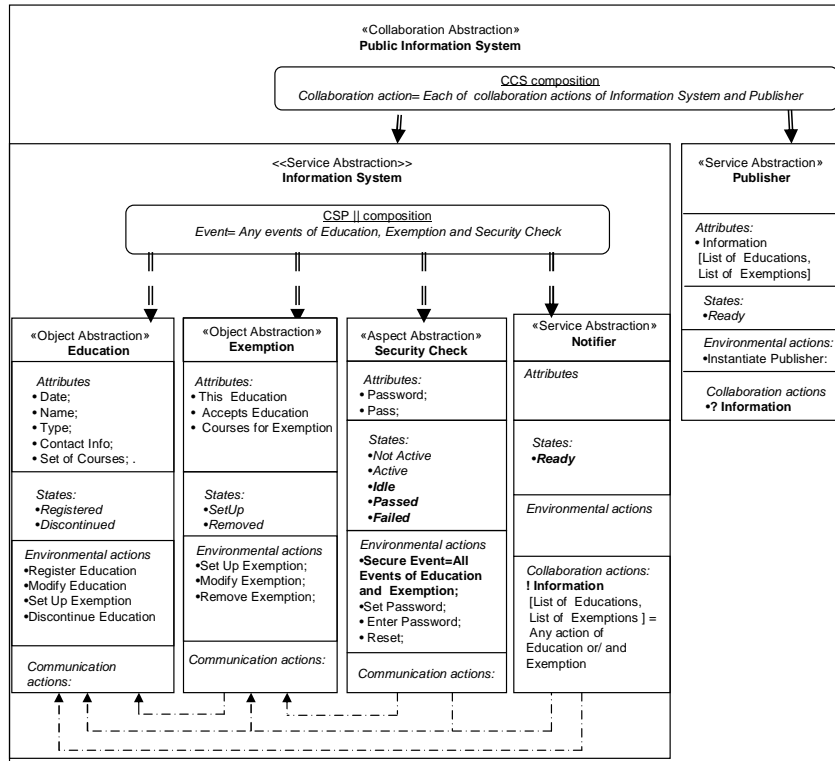 «Collaboration Abstraction»
Public Information System
CCS composition
Collaboration action= Each of collaboration actions of Information System and Publisher
<<Service Abstraction>>
Information System
CSP || composition
Event= Any events of Education, Exemption and Security Check
«Object Abstraction»
Education
Attributes
• Date;
• Name;
• Type;
• Contact Info;
• Set of Courses; .
States:
•Registered
•Discontinued
Environmental actions
•Register Education
•Modify Education
•Set Up Exemption
•Discontinue Education
Communication
actions:
«Object Abstraction»
Exemption
Attributes:
• This Education
• Accepts Education
• Courses for Exemption
States:
•SetUp
•Removed
Environmental actions
•Set Up Exemption;
•Modify Exemption;
•Remove Exemption;
Communication actions:
«Aspect Abstraction»
Security Check
Attributes:
• Password;
• Pass;
States:
•Not Active
•Active
•Idle
•Passed
•Failed
Environmental actions
•Secure Event=All
Events of Education
and Exemption;
•Set Password;
• Enter Password;
• Reset;
Communication actions:
«Service Abstraction»
Notifier
Attributes
States:
•Ready
Environmental actions
Collaboration actions:
! Information
[List of Educations,
List of Exemptions ] =
Any action of
Education or/ and
Exemption
«Service Abstraction»
Publisher
Attributes:
• Information
[List of Educations,
List of Exemptions]
States:
•Ready
Environmental actions:
•Instantiate Publisher:
Collaboration actions
•? Information